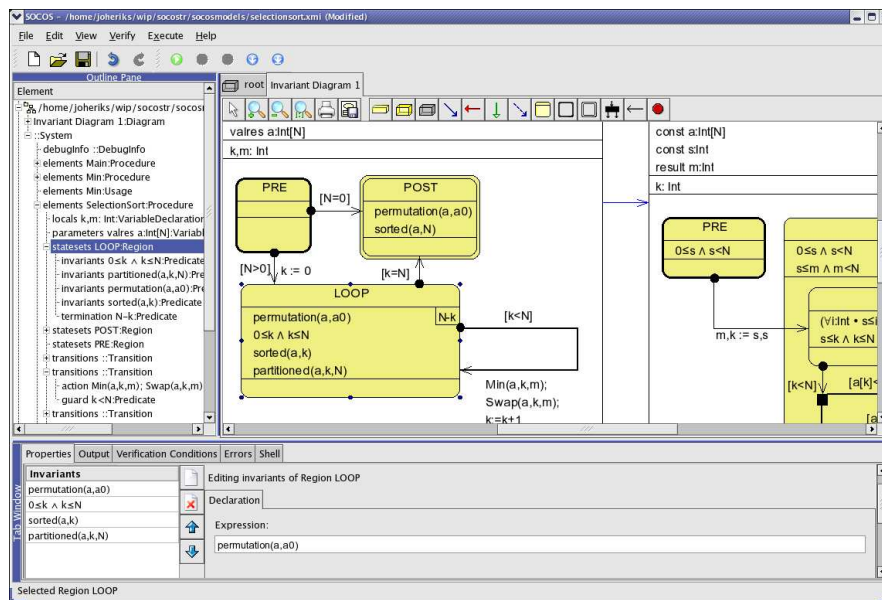 SOCOS – /home/joheriks/wip/socostr/socosmodels/selectionsort.xmi (Modified)
File Edit View Verify Execute Help
Outline Pane
Element
/home/joheriks/wip/socostr/socosm
Invariant Diagram 1:Diagram
::System
debugInfo ::DebugInfo
elements Main:Procedure
elements Min:Procedure
elements Min:Usage
elements SelectionSort:Procedure
locals k,m: Int:VariableDeclaration
parameters valres a:Int[N]:Variabl
statesets LOOP:Region
invariants 0≤k ∧ k≤N:Predicate
invariants partitioned(a,k,N):Pre
invariants permutation(a,a0):Pre
invariants sorted(a,k):Predicate
termination N–k:Predicate
statesets POST:Region
statesets PRE:Region
transitions ::Transition
transitions ::Transition
action Min(a,k,m); Swap(a,k,m)
guard k<N:Predicate
transitions ::Transition
root
Invariant Diagram 1
valres a:Int[N]
k,m: Int
PRE
[N=0]
POST
permutation(a,a0)
sorted(a,N)
[N>0]
k := 0
[k=N]
LOOP
permutation(a,a0)
N-k
0≤k ∧ k≤N
sorted(a,k)
partitioned(a,k,N)
[k<N]
Min(a,k,m);
Swap(a,k,m);
k:=k+1
const a:Int[N]
const s:Int
result m:Int
k: Int
PRE
0≤s ∧ s<N
m,k := s,s
0≤s ∧ s<N
s≤m ∧ m<N
(∀i:Int • s≤i
s≤k ∧ k≤N
[k<N]
[a[k]<
[a
Tab Window
Properties Output Verification Conditions Errors Shell
Invariants
permutation(a,a0)
0≤k ∧ k≤N
sorted(a,k)
partitioned(a,k,N)
Editing invariants of Region LOOP
Declaration
Expression:
permutation(a,a0)
Selected Region LOOP